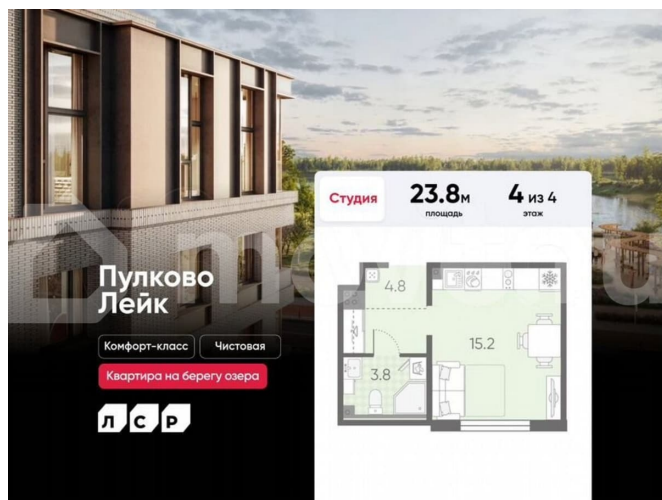 Студия
23.8м
площадь
4 из 4
этаж
Пулково
Лейк
Комфорт-класс
Чистовая
Квартира на берегу озера
ЛСР
4.8
15.2
3.8